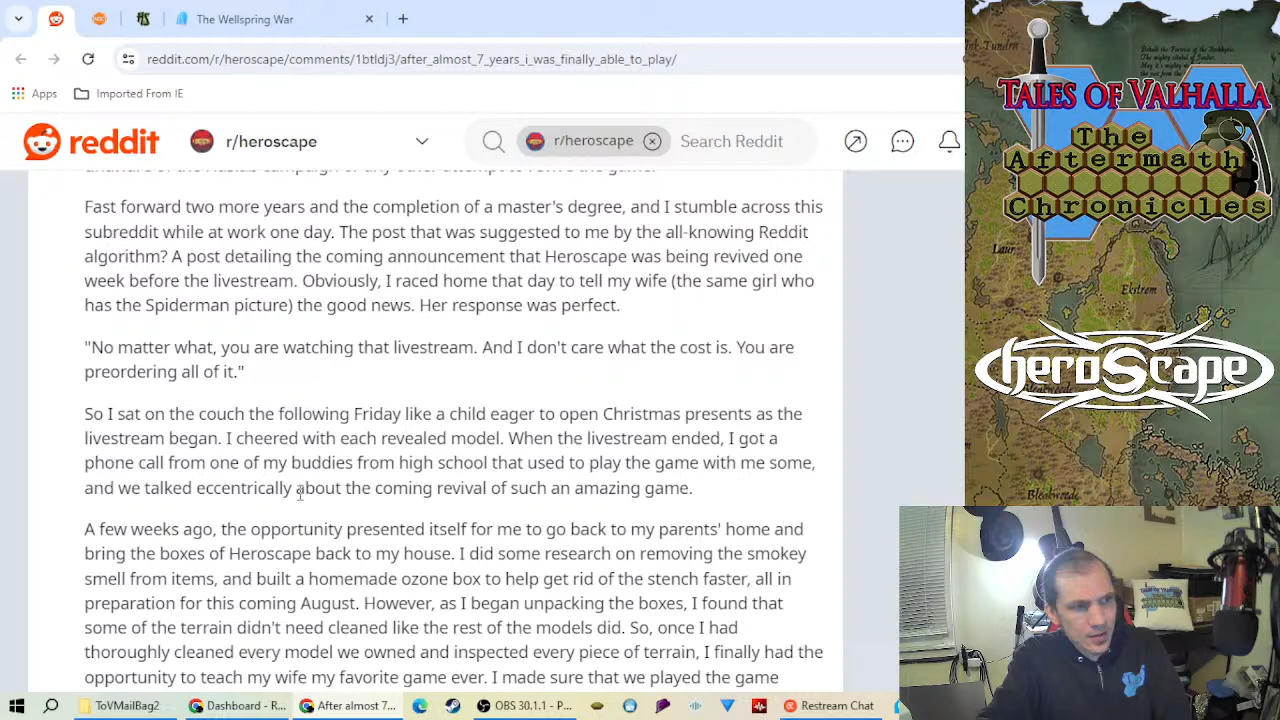 The Wellspring War
reddit.com/r/heroscape/comments/1btldj3/after_almost_7_years_i_was_finally_able_to_play/
Apps
Imported From IE
reddit
r/heroscape
r/heroscape
Search Reddit
Fast forward two more years and the completion of a master's degree, and I stumble across this
subreddit while at work one day. The post that was suggested to me by the all-knowing Reddit
algorithm? A post detailing the coming announcement that Heroscape was being revived one
week before the livestream. Obviously, I raced home that day to tell my wife (the same girl who
has the Spiderman picture) the good news. Her response was perfect.
"No matter what, you are watching that livestream. And I don't care what the cost is. You are
preordering all of it."
So I sat on the couch the following Friday like a child eager to open Christmas presents as the
livestream began. I cheered with each revealed model. When the livestream ended, I got a
phone call from one of my buddies from high school that used to play the game with me some,
and we talked eccentrically about the coming revival of such an amazing game.
A few weeks ago, the opportunity presented itself for me to go back to my parents' home and
bring the boxes of Heroscape back to my house. I did some research on removing the smokey
smell from items, and built a homemade ozone box to help get rid of the stench faster, all in
preparation for this coming August. However, as I began unpacking the boxes, I found that
some of the terrain didn't need cleaned like the rest of the models did. So, once I had
thoroughly cleaned every model we owned and inspected every piece of terrain, I finally had the
opportunity to teach my wife my favorite game ever. I made sure that we played the game
TALES OF VALHALLA
The
Aftermath
Chronicles
Laur
Ekstrom
Bleakwoode
heroScape
ToVMailBag2
Dashboard - R...
After almost 7...
OBS 30.1.1 - P...
Restream Chat